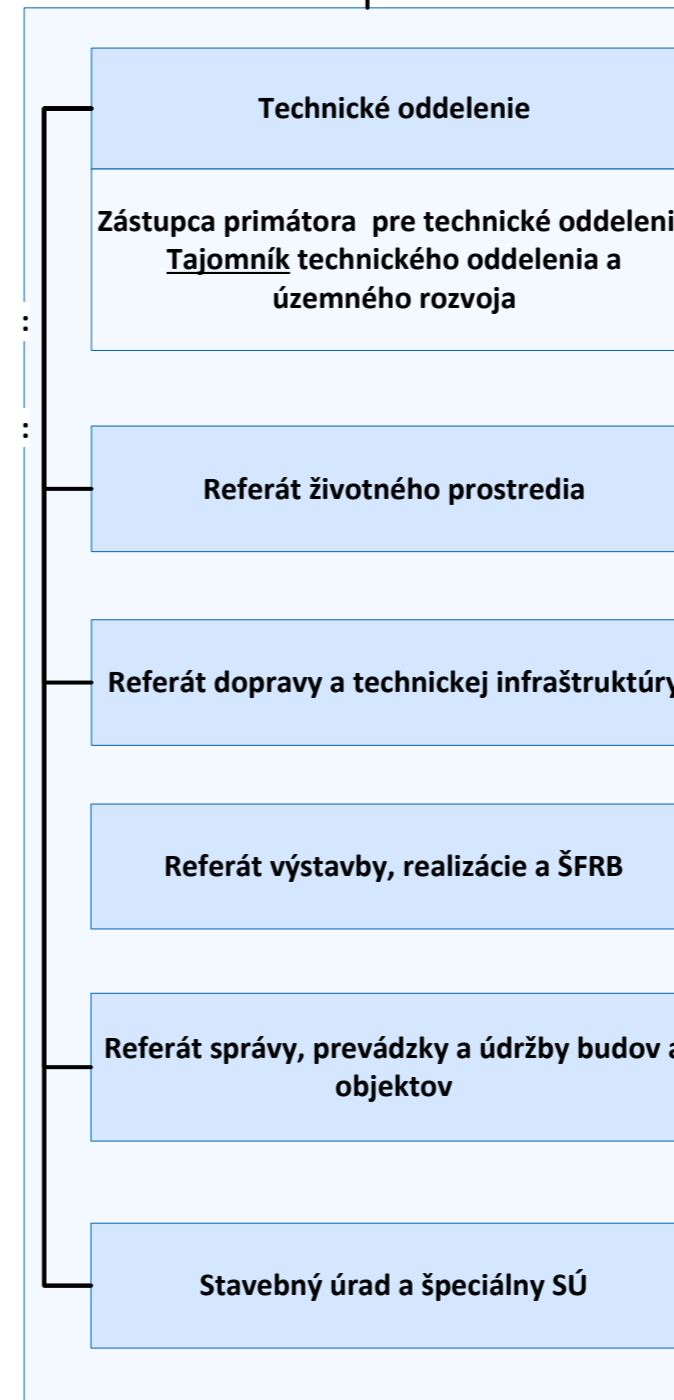 Technické oddelenie
Zástupca primátora pre technické oddeleni
Tajomník technického oddelenia a
územného rozvoja
:
:
Referát životného prostredia
Referát dopravy a technickej infraštruktúry
Referát výstavby, realizácie a ŠFRB
Referát správy, prevádzky a údržby budov a
objektov
Stavebný úrad a špeciálny SÚ